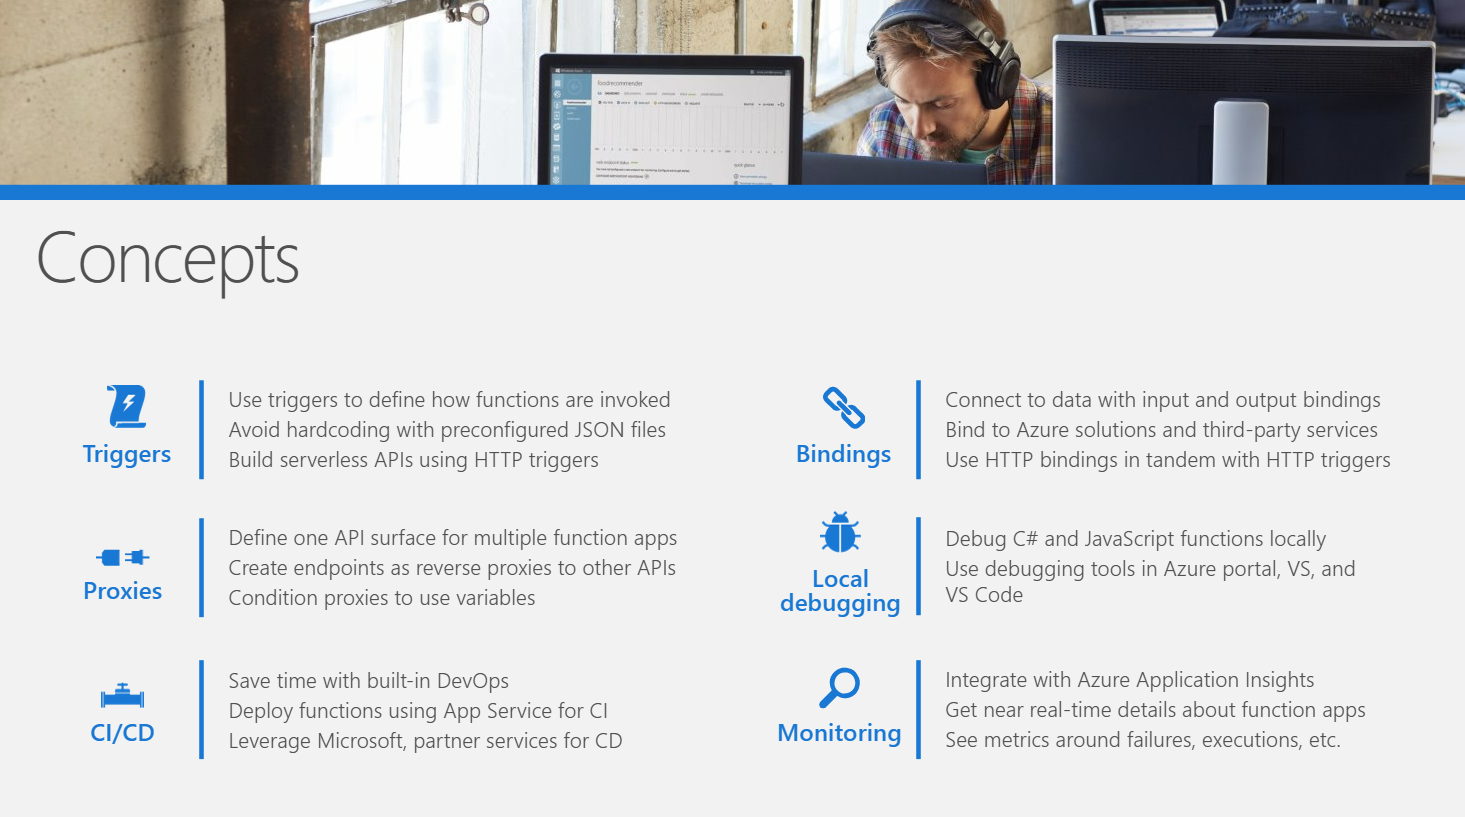 foodrecommender
Concepts
Triggers
Use triggers to define how functions are invoked
Avoid hardcoding with preconfigured JSON files
Build serverless APIs using HTTP triggers
Bindings
Connect to data with input and output bindings
Bind to Azure solutions and third-party services
Use HTTP bindings in tandem with HTTP triggers
Proxies
Define one API surface for multiple function apps
Create endpoints as reverse proxies to other APIs
Condition proxies to use variables
Local
debugging
Debug C# and JavaScript functions locally
Use debugging tools in Azure portal, VS, and
VS Code
CI/CD
Save time with built-in DevOps
Deploy functions using App Service for CI
Leverage Microsoft, partner services for CD
Monitoring
Integrate with Azure Application Insights
Get near real-time details about function apps
See metrics around failures, executions, etc.